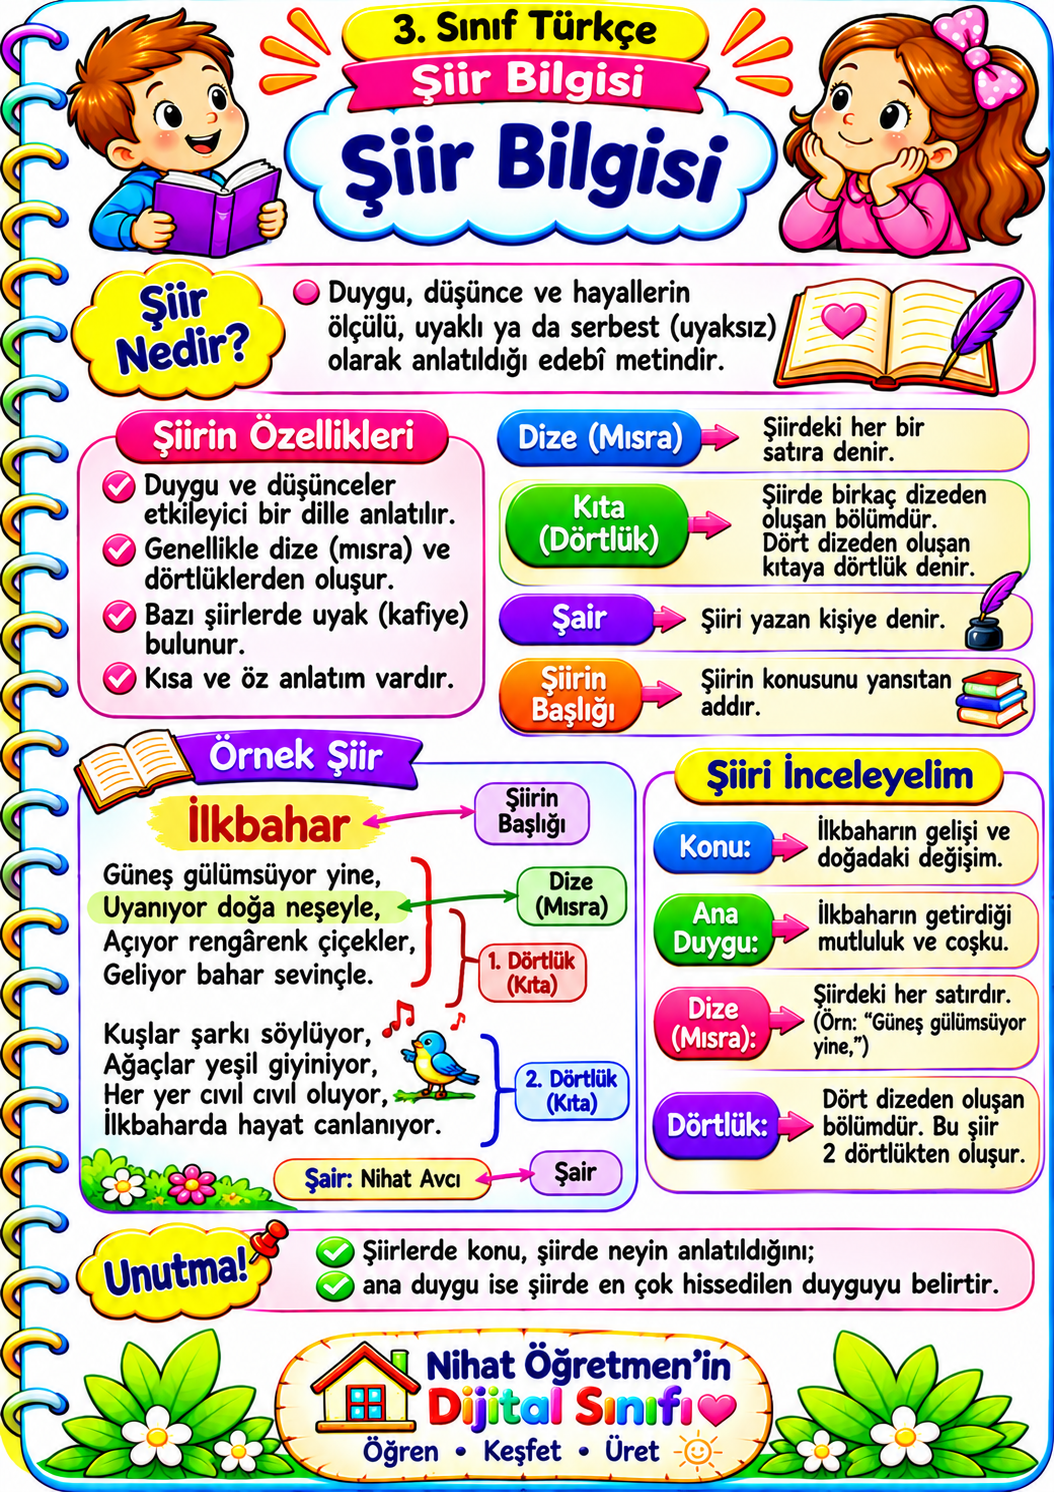 3. Sınıf Türkçe
Şiir Bilgisi
Şiir Bilgisi
Şiir
Nedir?
Duygu, düşünce ve hayallerin
ölçülü, uyaklı ya da serbest (uyaksız)
olarak anlatıldığı edebî metindir.
Şiirin Özellikleri
Duygu ve düşünceler
etkileyici bir dille anlatılır.
Genellikle dize (mısra) ve
dörtlüklerden oluşur.
Bazı şiirlerde uyak (kafiye)
bulunur.
Kısa ve öz anlatım vardır.
Dize (Mısra)
Şiirdeki her bir
satıra denir.
Kıta
(Dörtlük)
Şiirde birkaç dizeden
oluşan bölümdür.
Dört dizeden oluşan
kıtaya dörtlük denir.
Şair
Şiiri yazan kişiye denir.
Şiirin
Başlığı
Şiirin konusunu yansıtan
addır.
Örnek Şiir
İlkbahar
Şiirin
Başlığı
Güneş gülümsüyor yine,
Uyanıyor doğa neşeyle,
Açıyor rengârenk çiçekler,
Geliyor bahar sevinçle.
Dize
(Mısra)
1. Dörtlük
(Kıta)
Kuşlar şarkı söylüyor,
Ağaçlar yeşil giyiniyor,
Her yer cıvıl cıvıl oluyor,
İlkbaharda hayat canlanıyor.
2. Dörtlük
(Kıta)
Şair: Nihat Avcı
Şair
Şiiri İnceleyelim
Konu:
İlkbaharın gelişi ve
doğadaki değişim.
Ana
Duygu:
İlkbaharın getirdiği
mutluluk ve coşku.
Dize
(Mısra):
Şiirdeki her satırdır.
(Örn: "Güneş gülümsüyor
yine,")
Dörtlük:
Dört dizeden oluşan
bölümdür. Bu şiir
2 dörtlükten oluşur.
Unutma!
Şiirlerde konu, şiirde neyin anlatıldığını;
ana duygu ise şiirde en çok hissedilen duyguyu belirtir.
Nihat Öğretmen'in
Dijital Sınıfı
Öğren • Keşfet • Üret